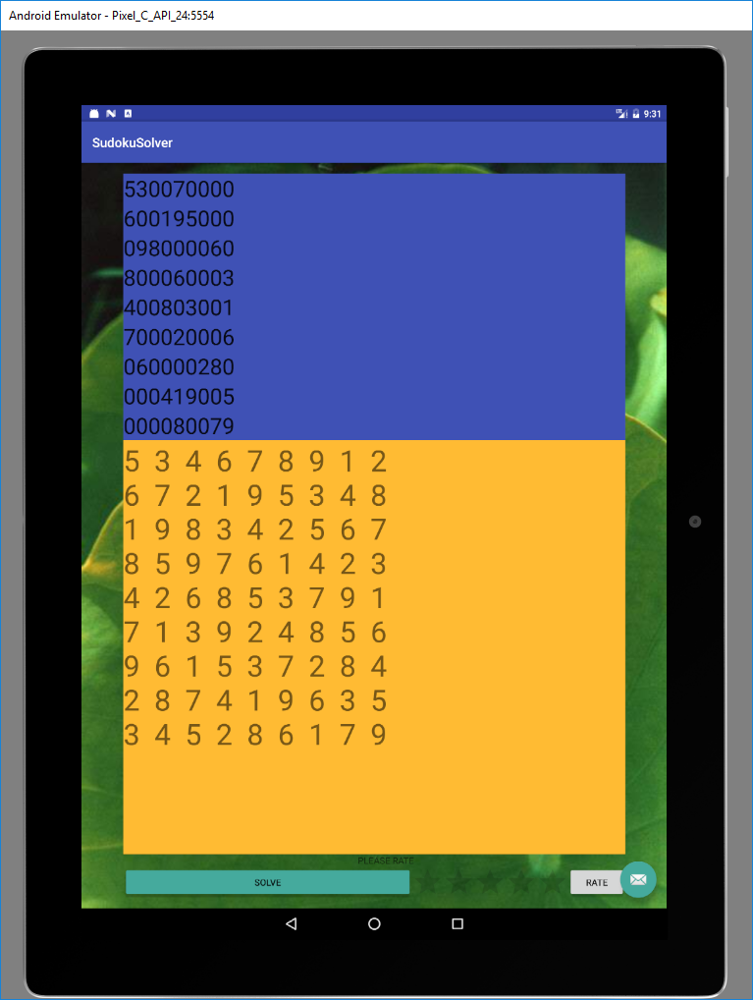 Android Emulator - Pixel_C_API_24:5554
9:31
SudokuSolver
530070000
600195000
098000060
800060003
400803001
700020006
060000280
000419005
000080079
5 3 4 6 7 8 9 1 2
6 7 2 1 9 5 3 4 8
1 9 8 3 4 2 5 6 7
8 5 9 7 6 1 4 2 3
4 2 6 8 5 3 7 9 1
7 1 3 9 2 4 8 5 6
9 6 1 5 3 7 2 8 4
2 8 7 4 1 9 6 3 5
3 4 5 2 8 6 1 7 9
PLEASE RATE
SOLVE RATE